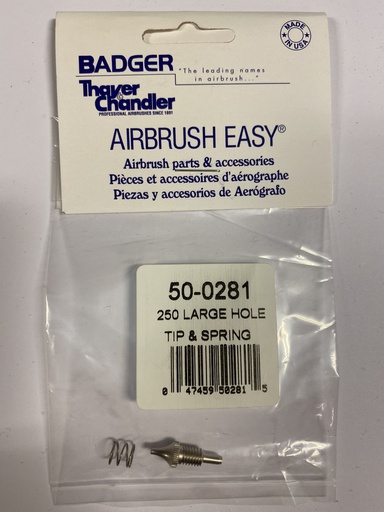 BADGER
Thayer & Chandler
PROFESSIONAL AIRBRUSHES SINCE 1891
"The leading names
in airbrush..."
MADE
IN USA
AIRBRUSH EASY®
Airbrush parts & accessories
Pièces et accessoires d'aérographe
Piezas y accesorios de Aerógrafo
50-0281
250 LARGE HOLE
TIP & SPRING
0 47459 50281 5